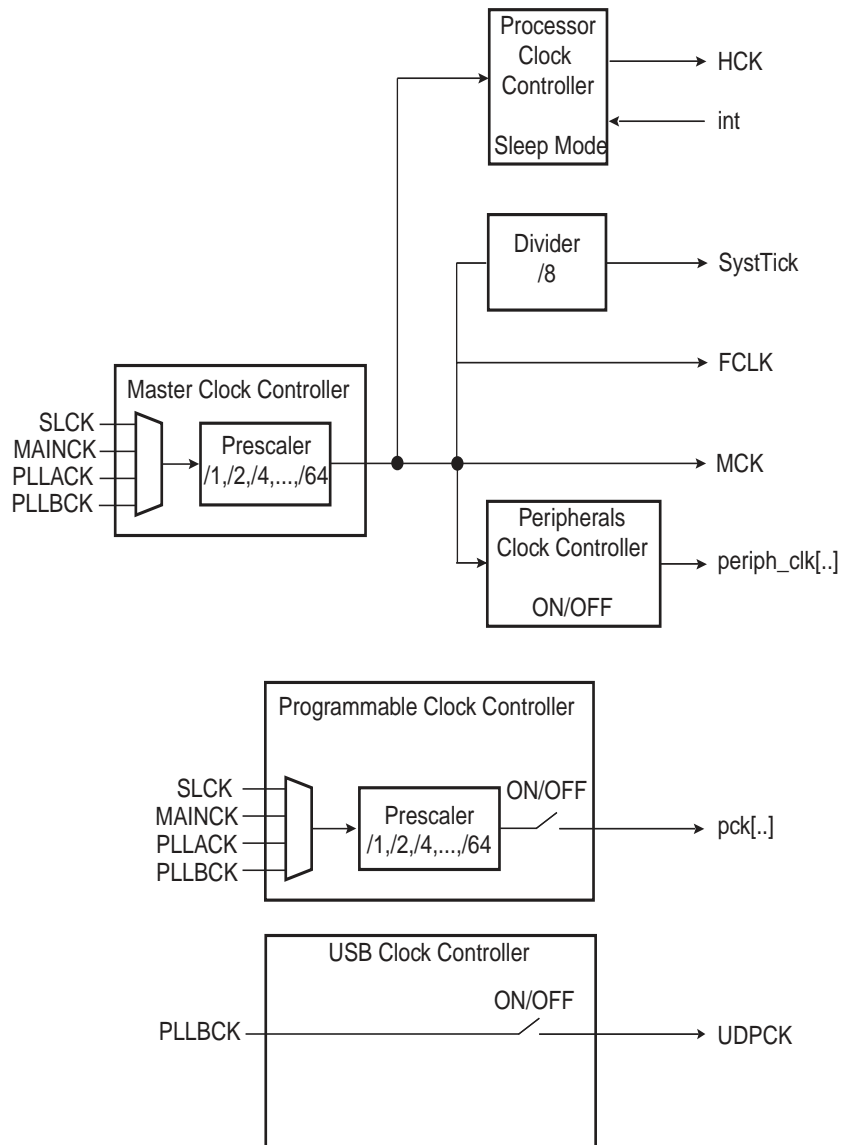 Processor
Clock
Controller
Sleep Mode
HCK
int
Divider
/8
SystTick
FCLK
Master Clock Controller
SLCK
MAINCK
PLLACK
PLLBCK
Prescaler
/1,/2,/4,...,/64
MCK
Peripherals
Clock Controller
ON/OFF
periph_clk[..]
Programmable Clock Controller
SLCK
MAINCK
PLLACK
PLLBCK
Prescaler
/1,/2,/4,...,/64
ON/OFF
pck[..]
USB Clock Controller
ON/OFF
PLLBCK
UDPCK